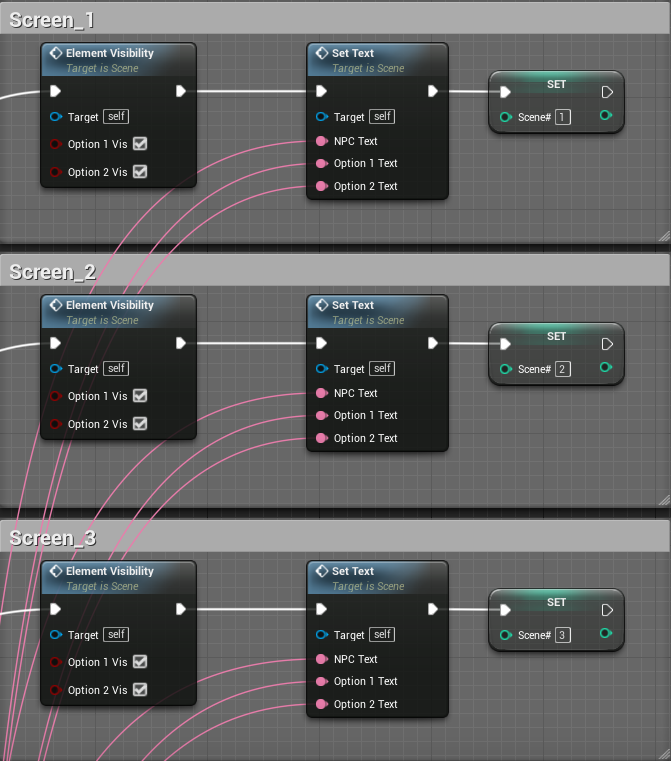 Screen_1
Element Visibility
Target is Scene
Target self
Option 1 Vis
Option 2 Vis
Set Text
Target is Scene
Target self
NPC Text
Option 1 Text
Option 2 Text
SET
Scene# 1
Screen_2
Element Visibility
Target is Scene
Target self
Option 1 Vis
Option 2 Vis
Set Text
Target is Scene
Target self
NPC Text
Option 1 Text
Option 2 Text
SET
Scene# 2
Screen_3
Element Visibility
Target is Scene
Target self
Option 1 Vis
Option 2 Vis
Set Text
Target is Scene
Target self
NPC Text
Option 1 Text
Option 2 Text
SET
Scene# 3